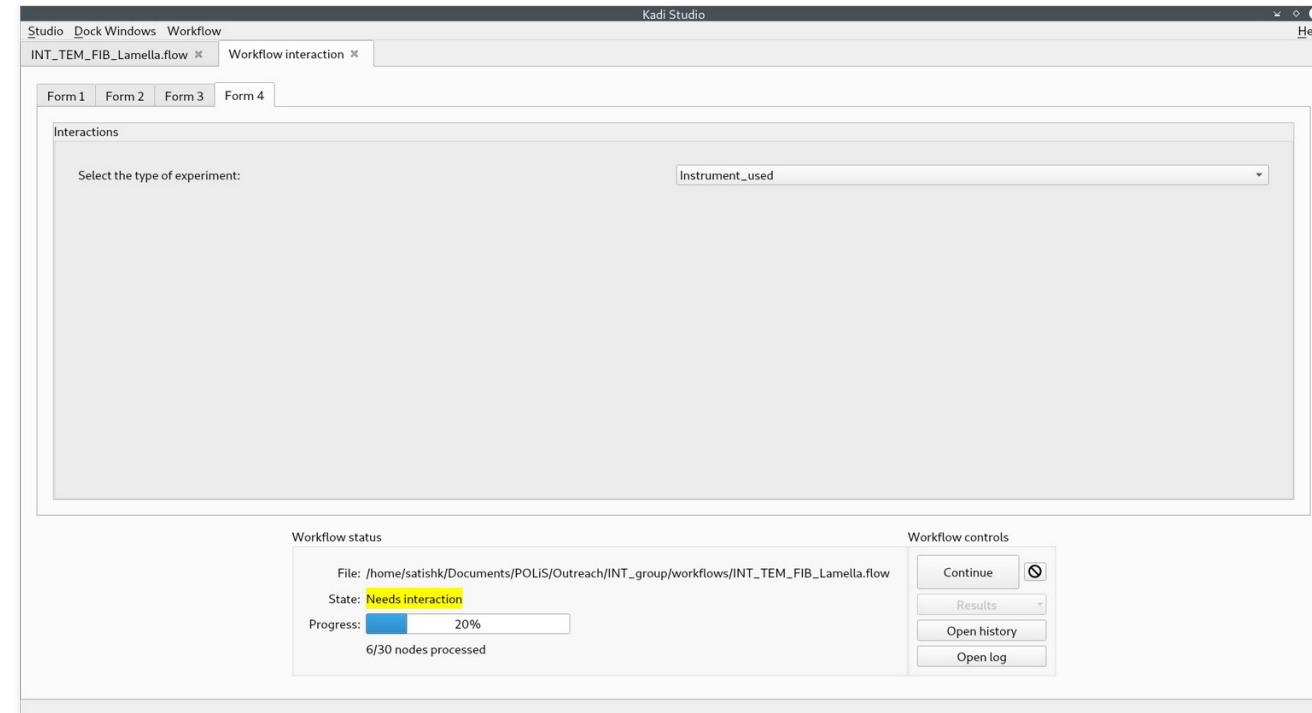 Kadi Studio
Studio Dock Windows Workflow He
INT_TEM_FIB_Lamella.flow Workflow interaction
Form 1 Form 2 Form 3 Form 4
Interactions
Select the type of experiment: Instrument_used
Workflow status Workflow controls
File: /home/satishk/Documents/POLiS/Outreach/INT_group/workflows/INT_TEM_FIB_Lamella.flow Continue
State: Needs interaction Results
Progress: 20% Open history
6/30 nodes processed Open log